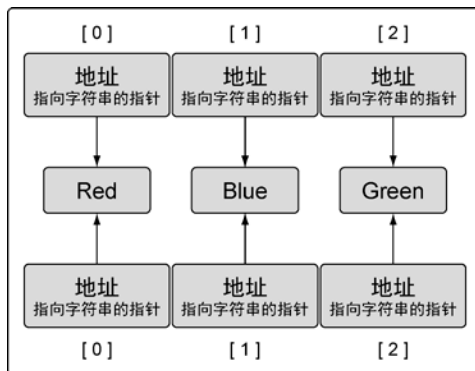 [ 0 ] [ 1 ] [ 2 ]
地址 地址 地址
指向字符串的指针 指向字符串的指针 指向字符串的指针
Red Blue Green
地址 地址 地址
指向字符串的指针 指向字符串的指针 指向字符串的指针
[ 0 ] [ 1 ] [ 2 ]